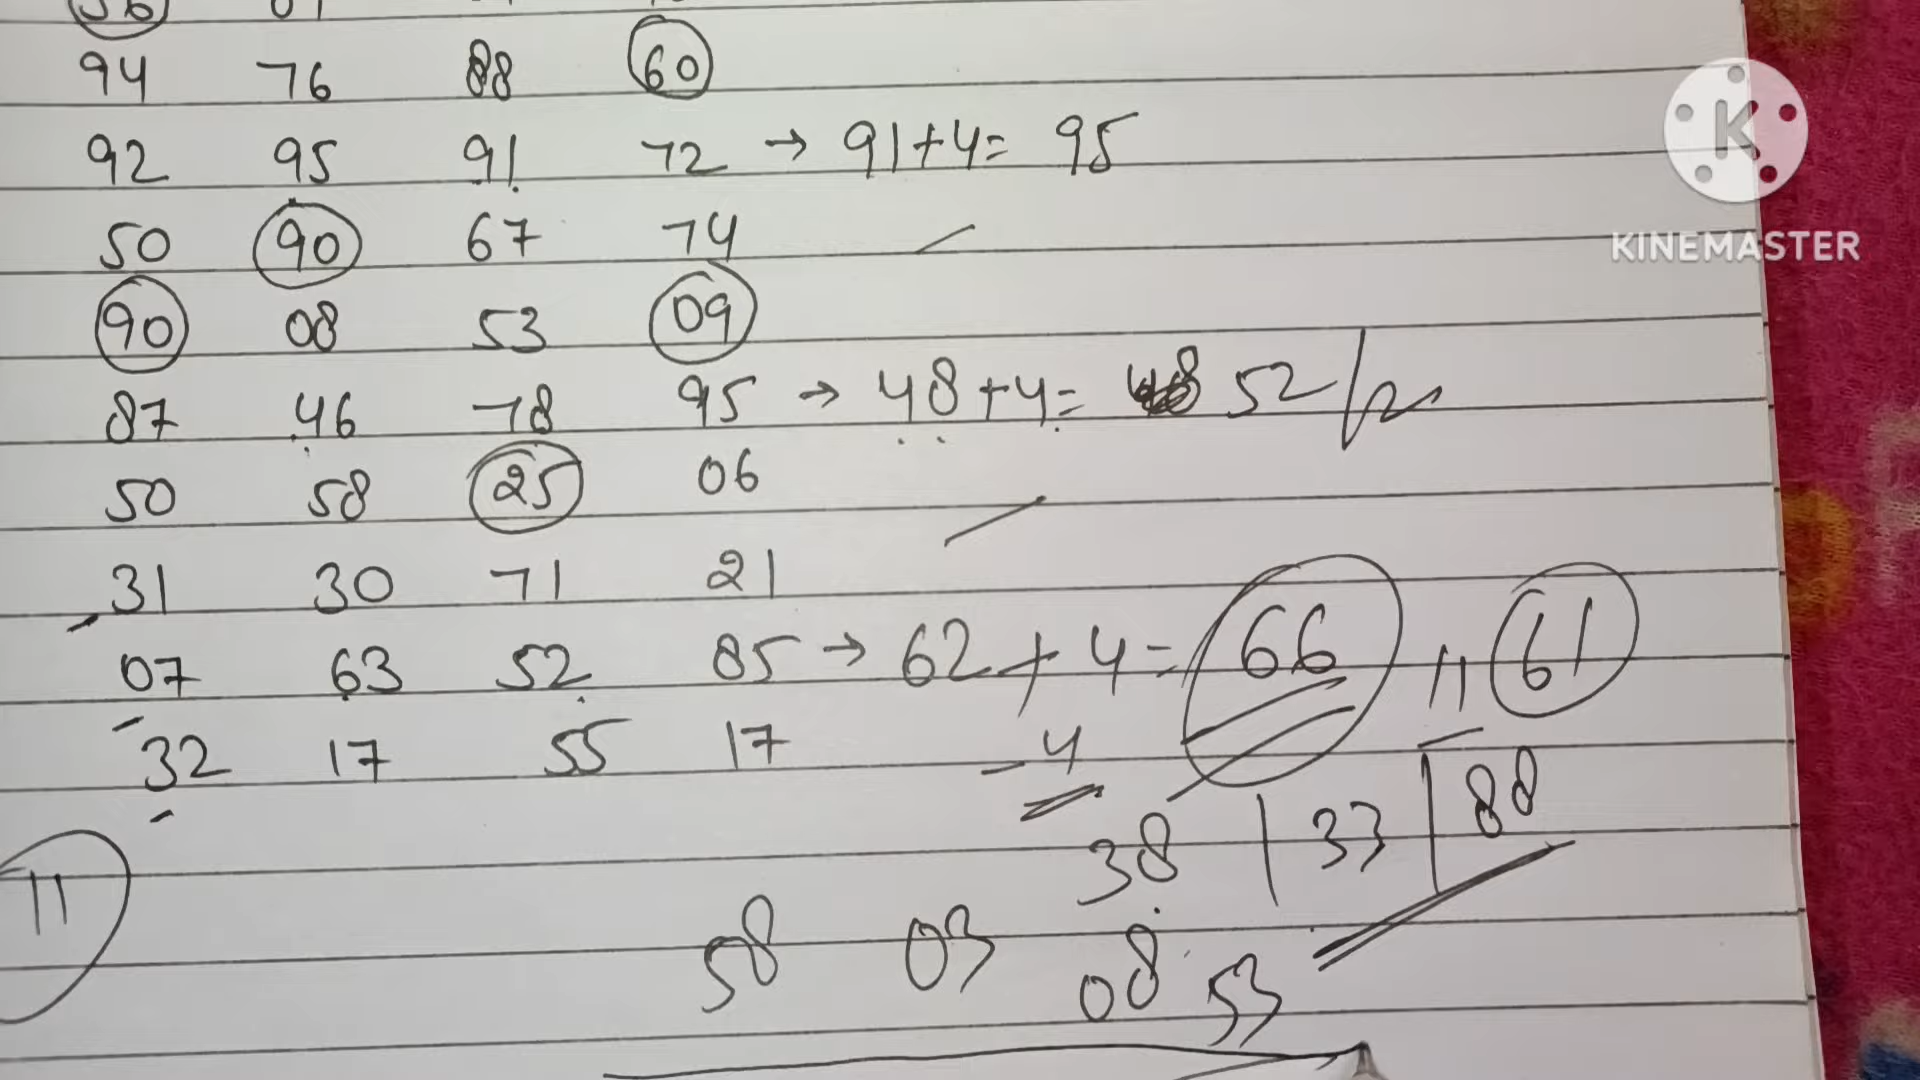 94 76 88 60
92 95 91 72 → 91+4= 95
50 90 67 74
90 08 53 09
87 46 78 95 → 48+4= 52
50 58 25 06
31 30 71 21
07 63 52 85 → 62+4= 66 11 61
32 17 55 17 -4
38 | 33 | 88
11
58 03 08 53
K
KINEMASTER